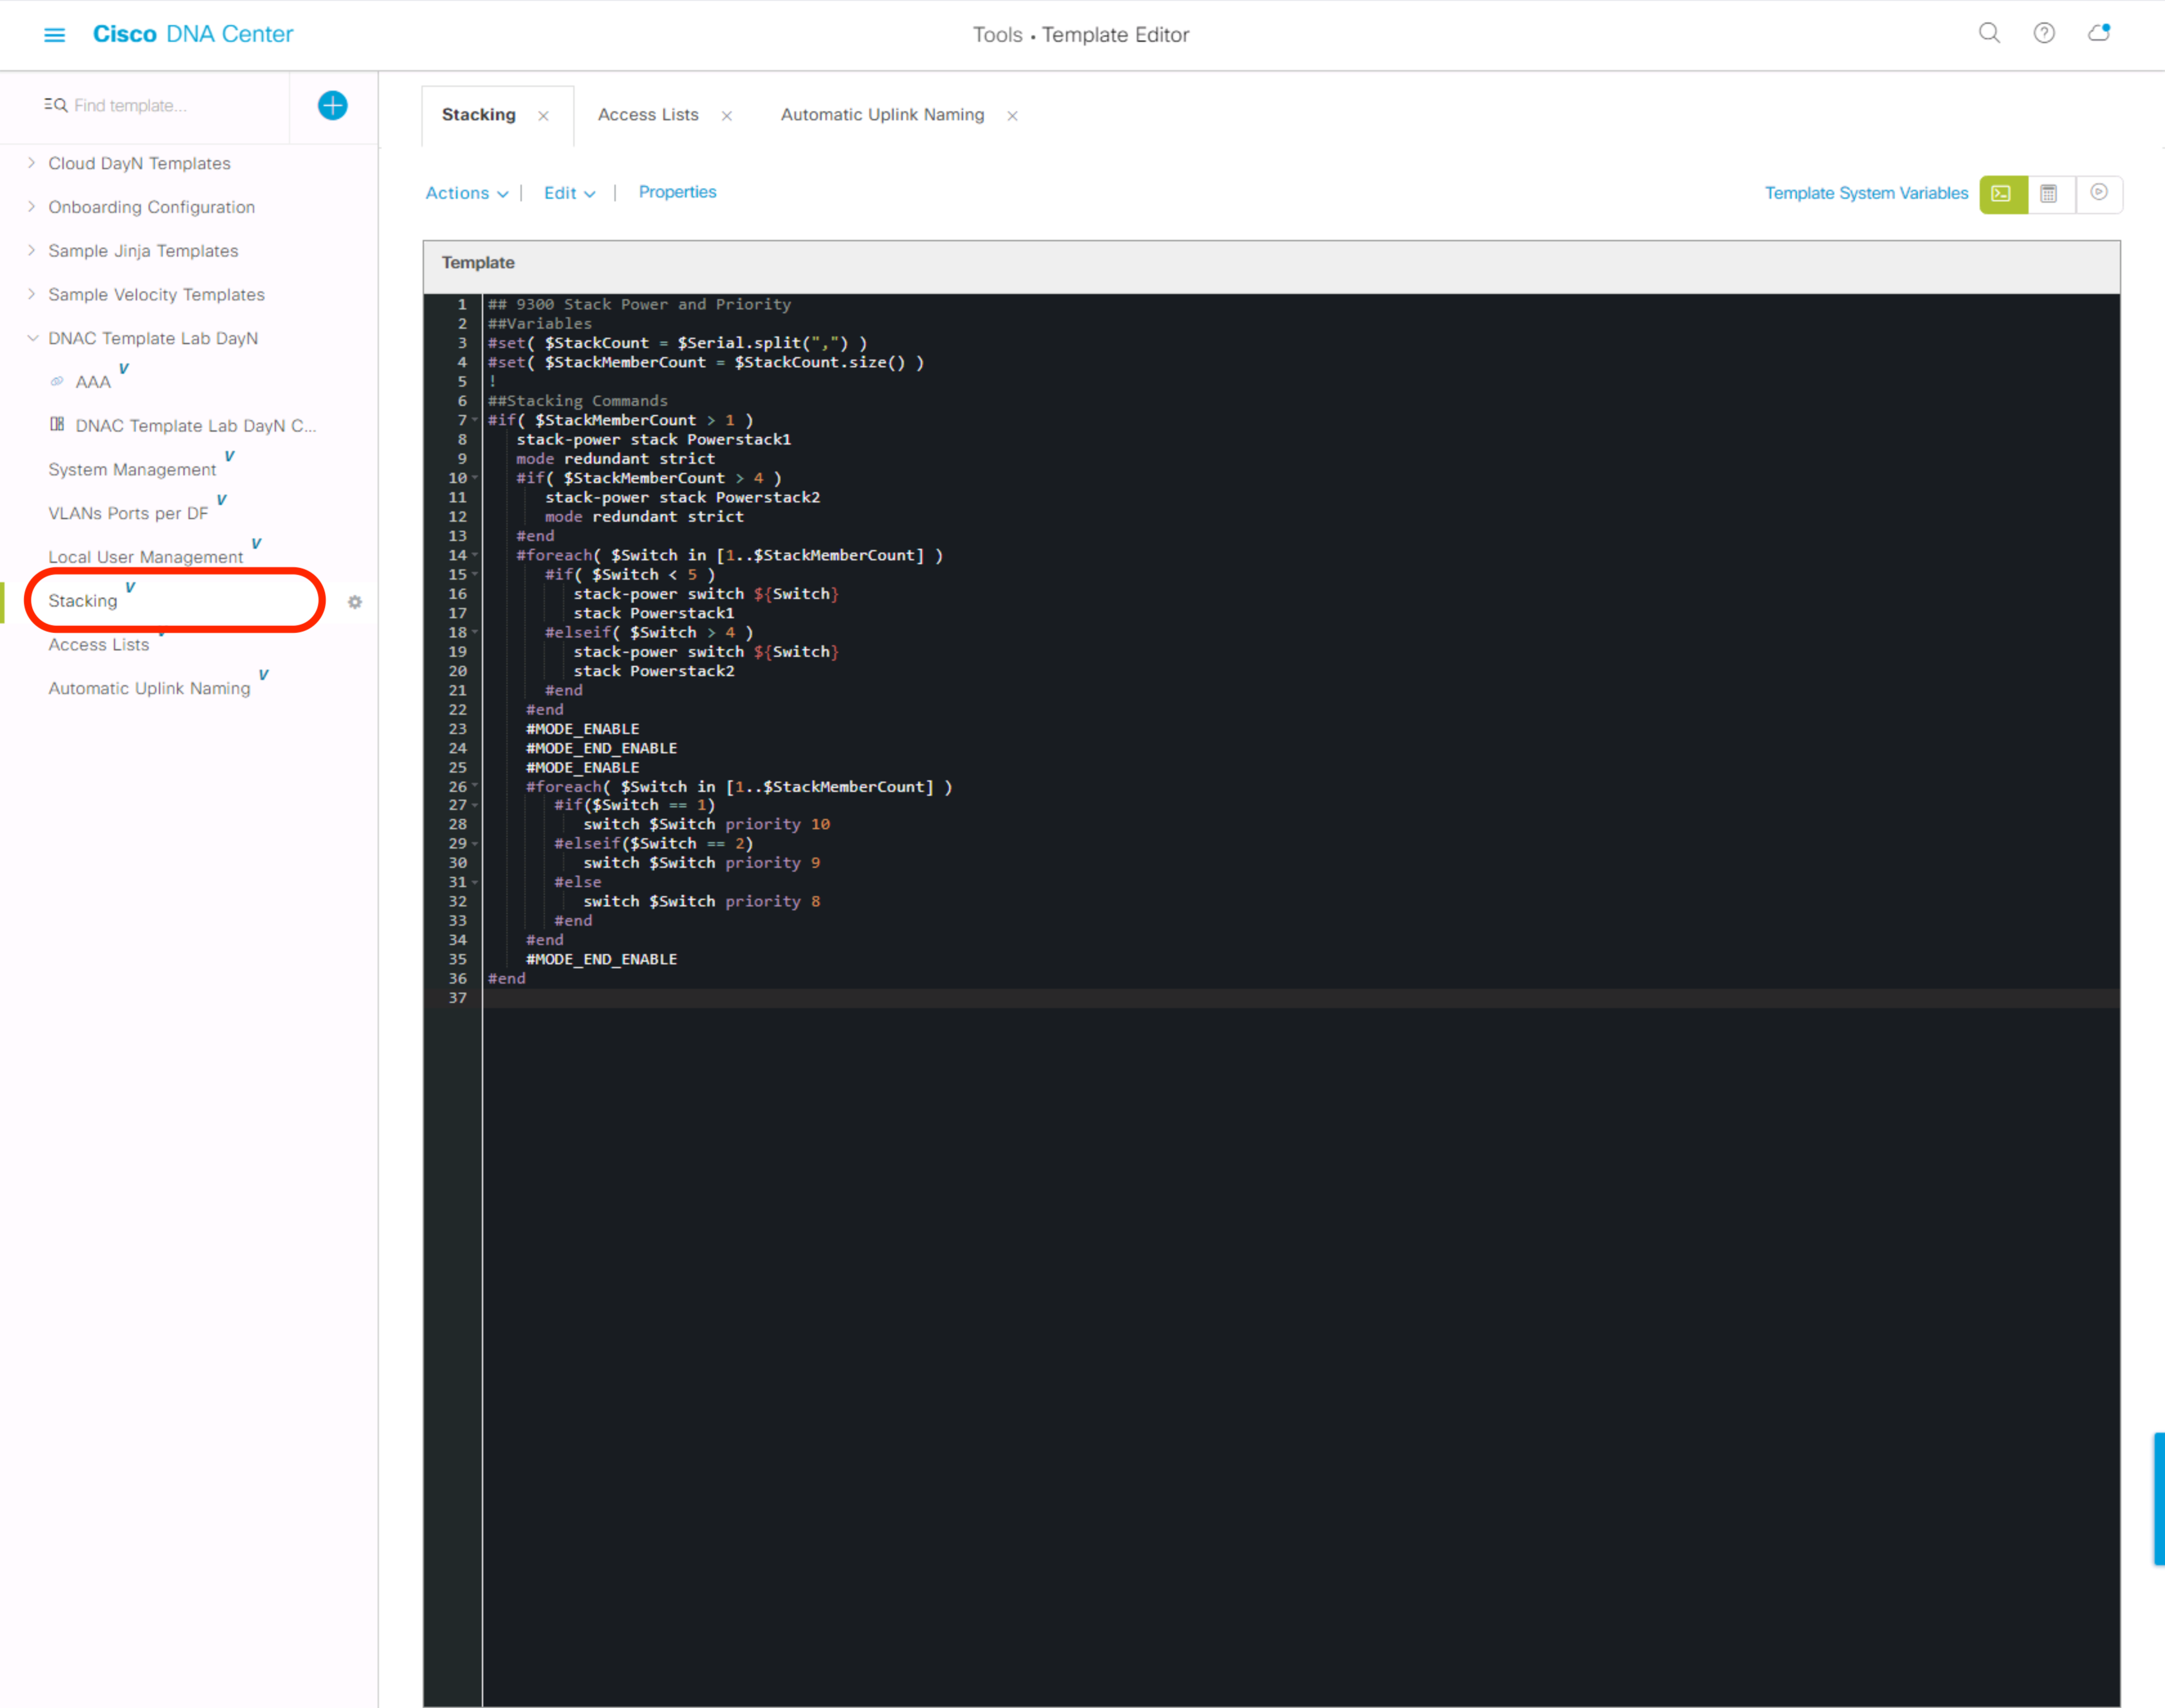 Cisco DNA Center
Tools • Template Editor
Find template...
Cloud DayN Templates
Onboarding Configuration
Sample Jinja Templates
Sample Velocity Templates
DNAC Template Lab DayN
AAA V
DNAC Template Lab DayN C...
System Management V
VLANs Ports per DF V
Local User Management V
Stacking V
Access Lists V
Automatic Uplink Naming V
Stacking × Access Lists × Automatic Uplink Naming ×
Actions | Edit | Properties
Template System Variables
Template
1 ## 9300 Stack Power and Priority
2 ##Variables
3 #set( $StackCount = $Serial.split(",") )
4 #set( $StackMemberCount = $StackCount.size() )
5 !
6 ##Stacking Commands
7 #if( $StackMemberCount > 1 )
8 stack-power stack Powerstack1
9 mode redundant strict
10 #if( $StackMemberCount > 4 )
11 stack-power stack Powerstack2
12 mode redundant strict
13 #end
14 #foreach( $Switch in [1..$StackMemberCount] )
15 #if( $Switch < 5 )
16 stack-power switch ${Switch}
17 stack Powerstack1
18 #elseif( $Switch > 4 )
19 stack-power switch ${Switch}
20 stack Powerstack2
21 #end
22 #end
23 #MODE_ENABLE
24 #MODE_END_ENABLE
25 #MODE_ENABLE
26 #foreach( $Switch in [1..$StackMemberCount] )
27 #if($Switch == 1)
28 switch $Switch priority 10
29 #elseif($Switch == 2)
30 switch $Switch priority 9
31 #else
32 switch $Switch priority 8
33 #end
34 #end
35 #MODE_END_ENABLE
36 #end
37